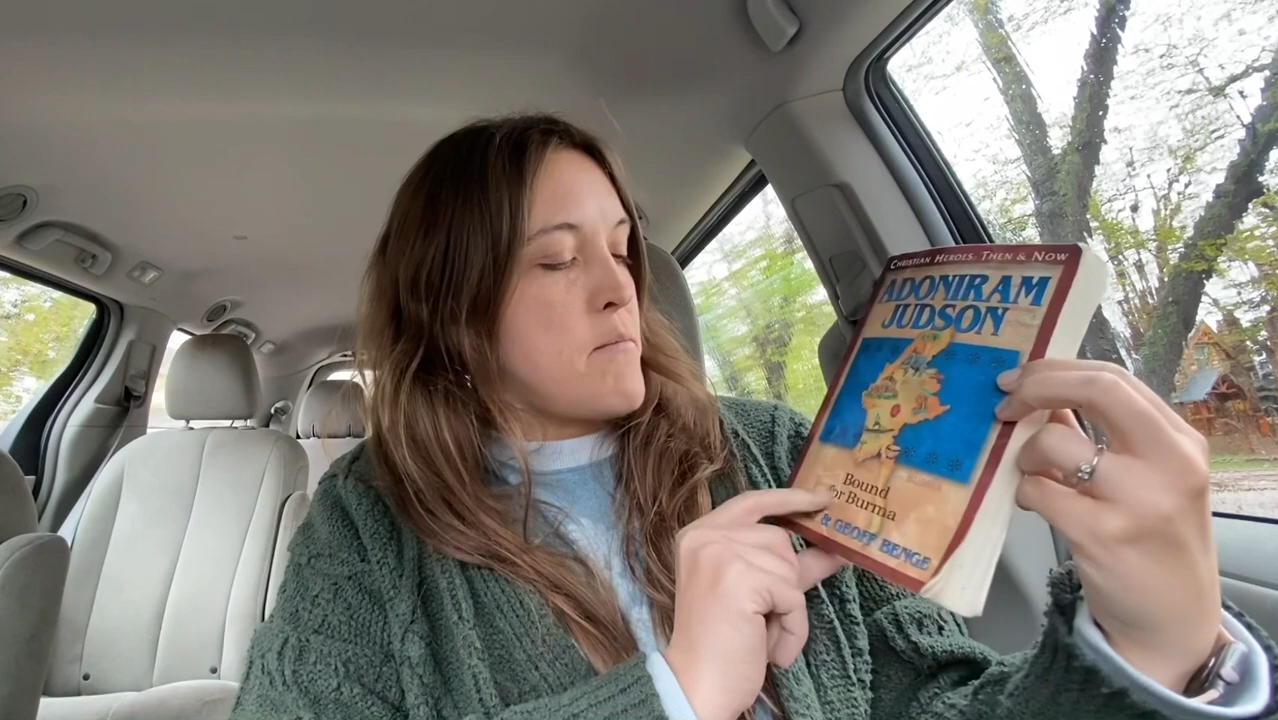 CHRISTIAN HEROES: THEN & NOW
ADONIRAM
JUDSON
Bound
for Burma
& GEOFF BENGE